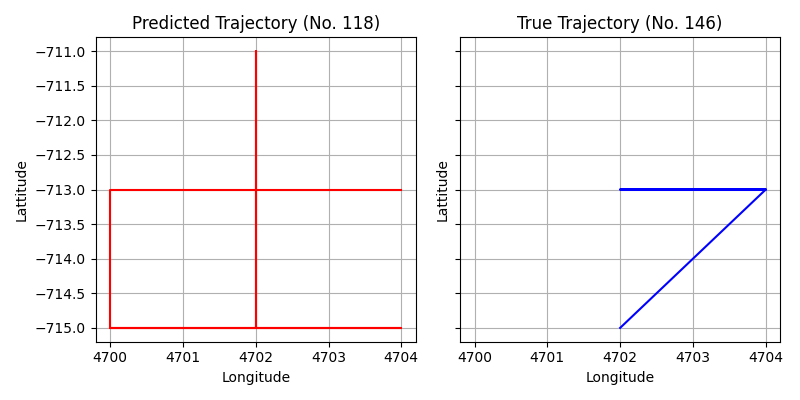 Predicted Trajectory (No. 118)
−711.0
−711.5
−712.0
−712.5
−713.0
−713.5
−714.0
−714.5
−715.0
Lattitude
4700 4701 4702 4703 4704
Longitude
True Trajectory (No. 146)
Lattitude
4700 4701 4702 4703 4704
Longitude